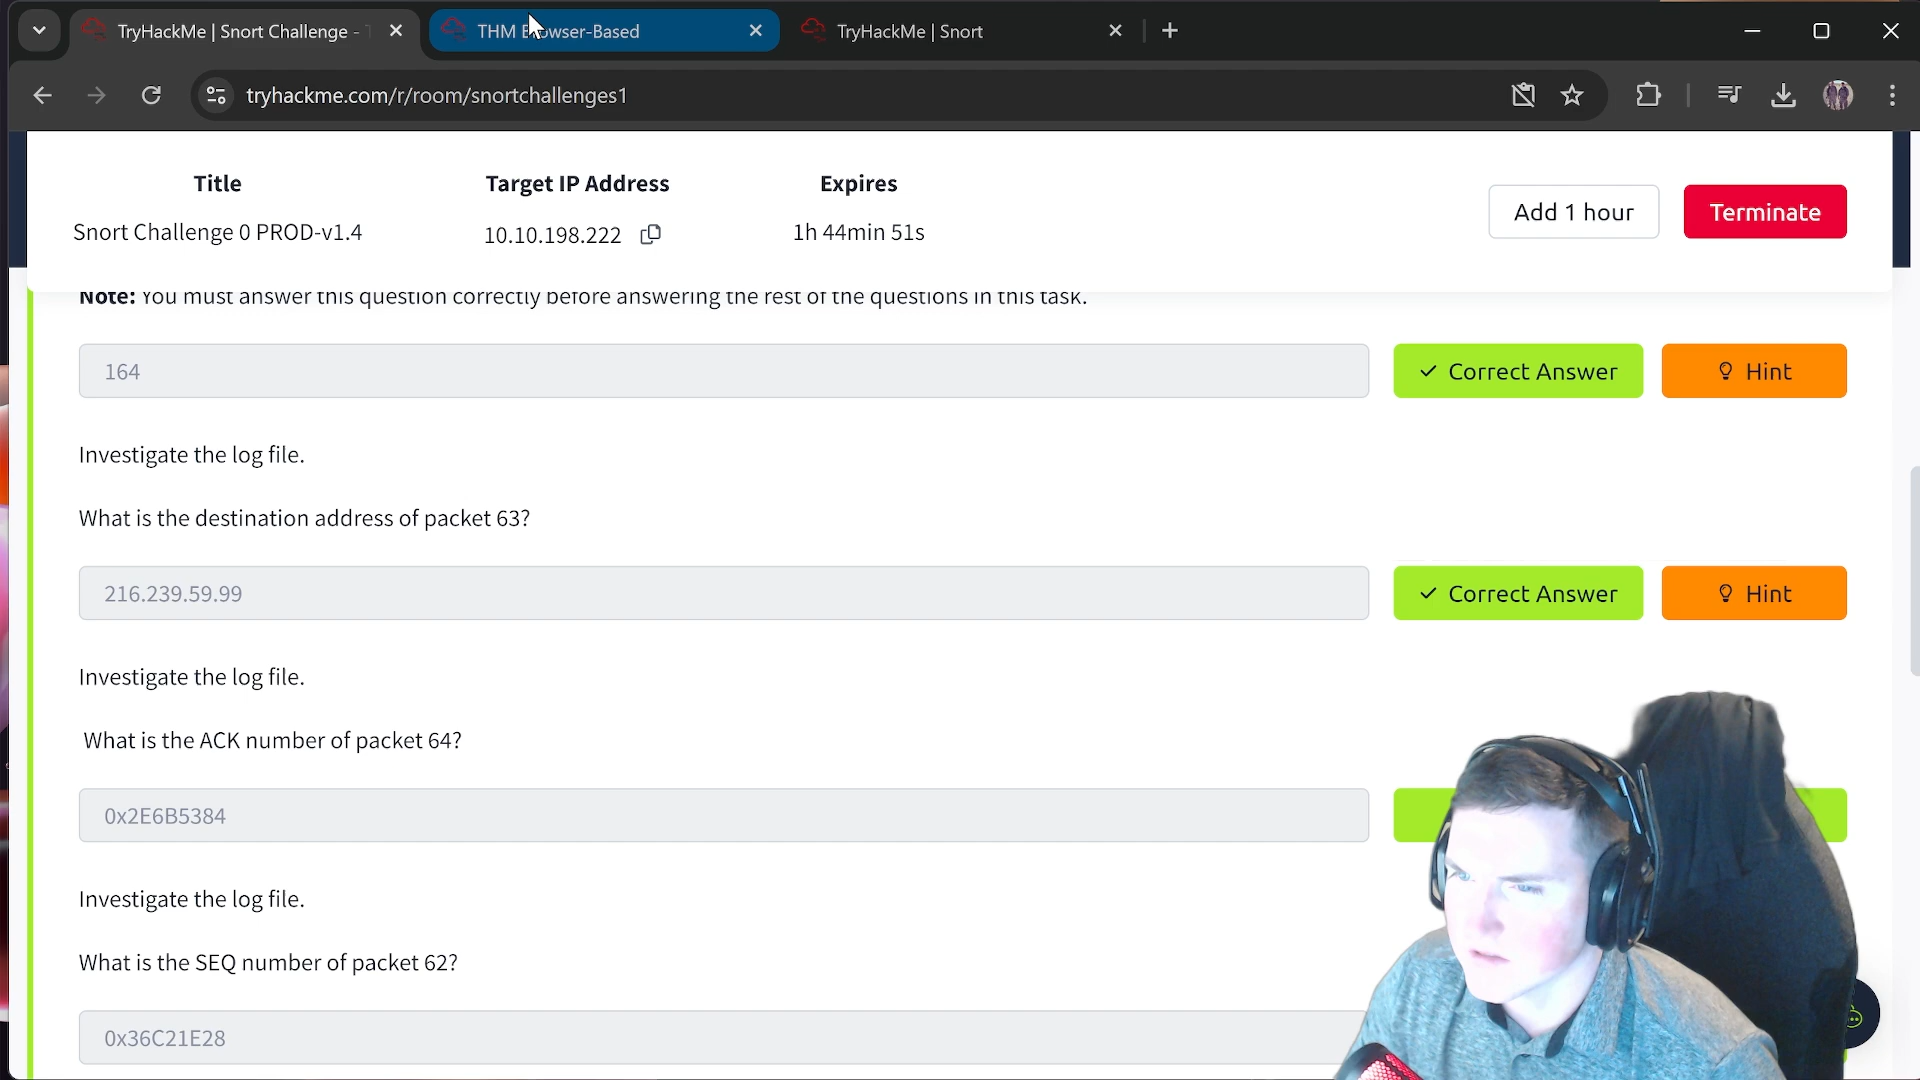 TryHackMe | Snort Challenge -
THM Browser-Based
TryHackMe | Snort
tryhackme.com/r/room/snortchallenges1
Title
Target IP Address
Expires
Snort Challenge 0 PROD-v1.4
10.10.198.222
1h 44min 51s
Add 1 hour
Terminate
Note: You must answer this question correctly before answering the rest of the questions in this task.
164
Correct Answer
Hint
Investigate the log file.
What is the destination address of packet 63?
216.239.59.99
Correct Answer
Hint
Investigate the log file.
What is the ACK number of packet 64?
0x2E6B5384
Investigate the log file.
What is the SEQ number of packet 62?
0x36C21E28